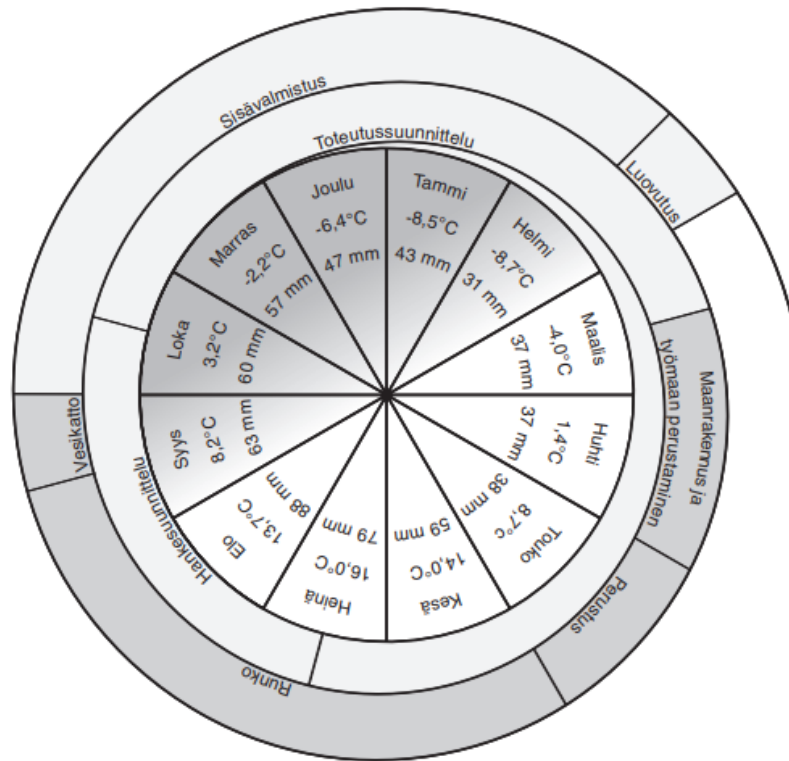 Sisävalmistus
Toteutussuunnittelu
Luovutus
Tammi
-8,5°C
43 mm
Helmi
-8,7°C
31 mm
Maalis
-4,0°C
37 mm
Huhti
1,4°C
37 mm
Touko
8,7°c
38 mm
Kesä
14,0°C
59 mm
Heinä
16,0°C
79 mm
Elo
13,7°C
88 mm
Sys
8,2°C
63 mm
Loka
3,2°C
60 mm
Marras
-2,2°C
57 mm
Joulu
-6,4°C
47 mm
Maanrakennus ja
työmaan perustaminen
Perustus
Runko
Vesikatto
Hankesuunnittelu